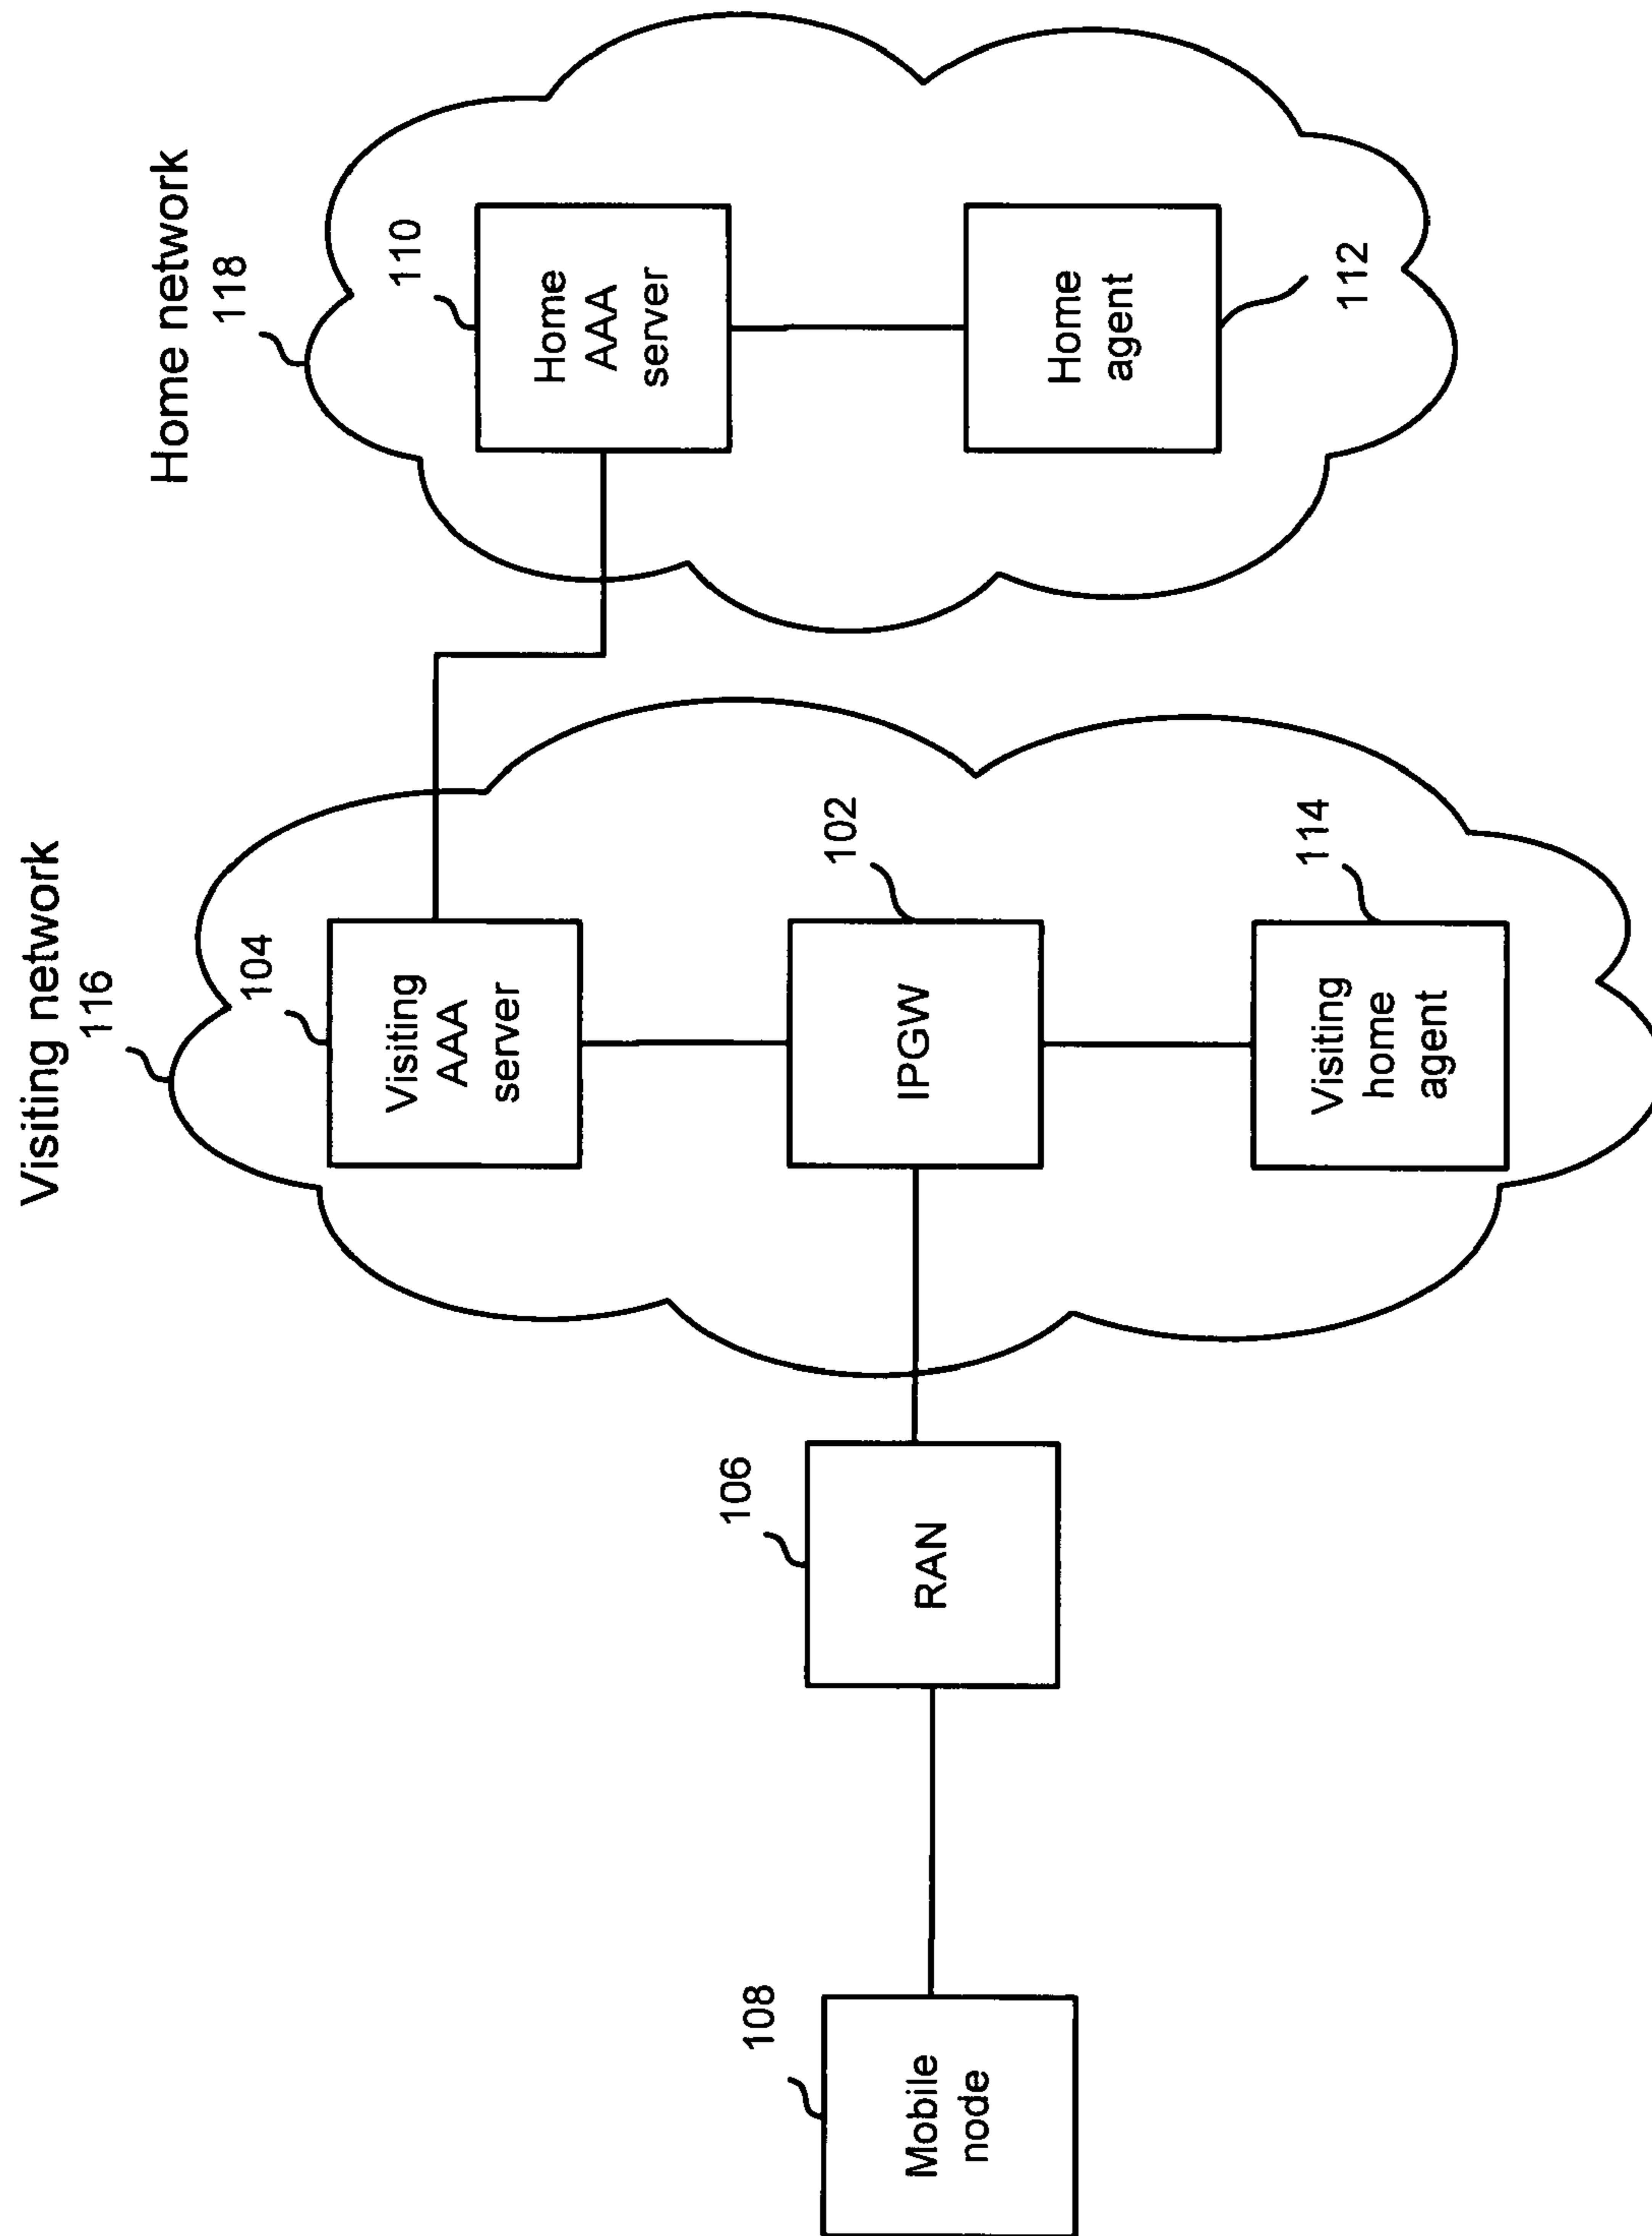 Visiting network
116
Home network
118
104
Visiting
AAA
server
110
Home
AAA
server
108
Mobile
node
106
RAN
102
IPGW
114
Visiting
home
agent
Home
agent
112